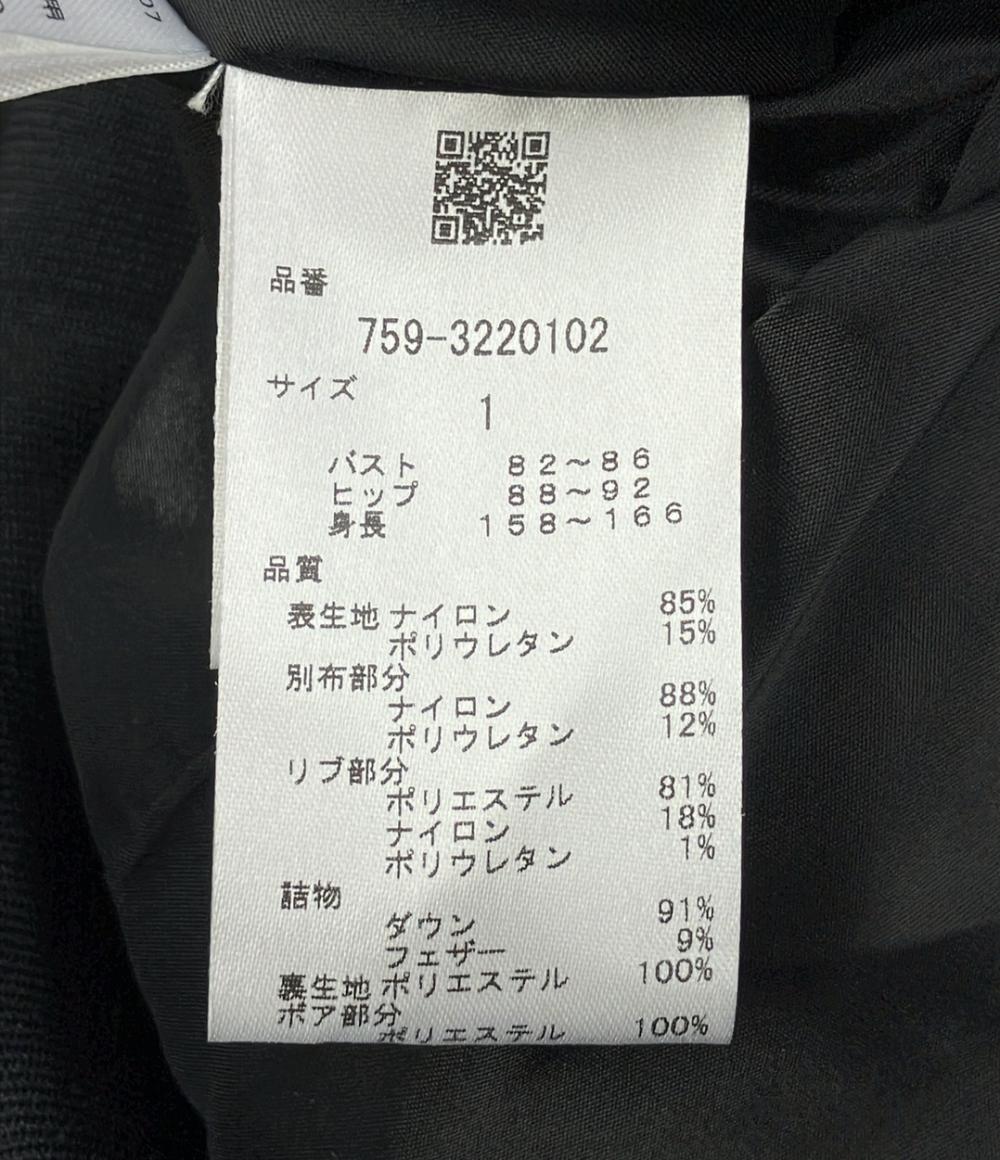 品番
759-3220102
サイズ
1
バスト 82～86
ヒップ 88～92
身長 158～166
品質
表生地 ナイロン 85%
ポリウレタン 15%
別布部分
ナイロン 88%
ポリウレタン 12%
リブ部分
ポリエステル 81%
ナイロン 18%
ポリウレタン 1%
詰物
ダウン 91%
フェザー 9%
裏生地 ポリエステル 100%
ボア部分
ポリエステル 100%